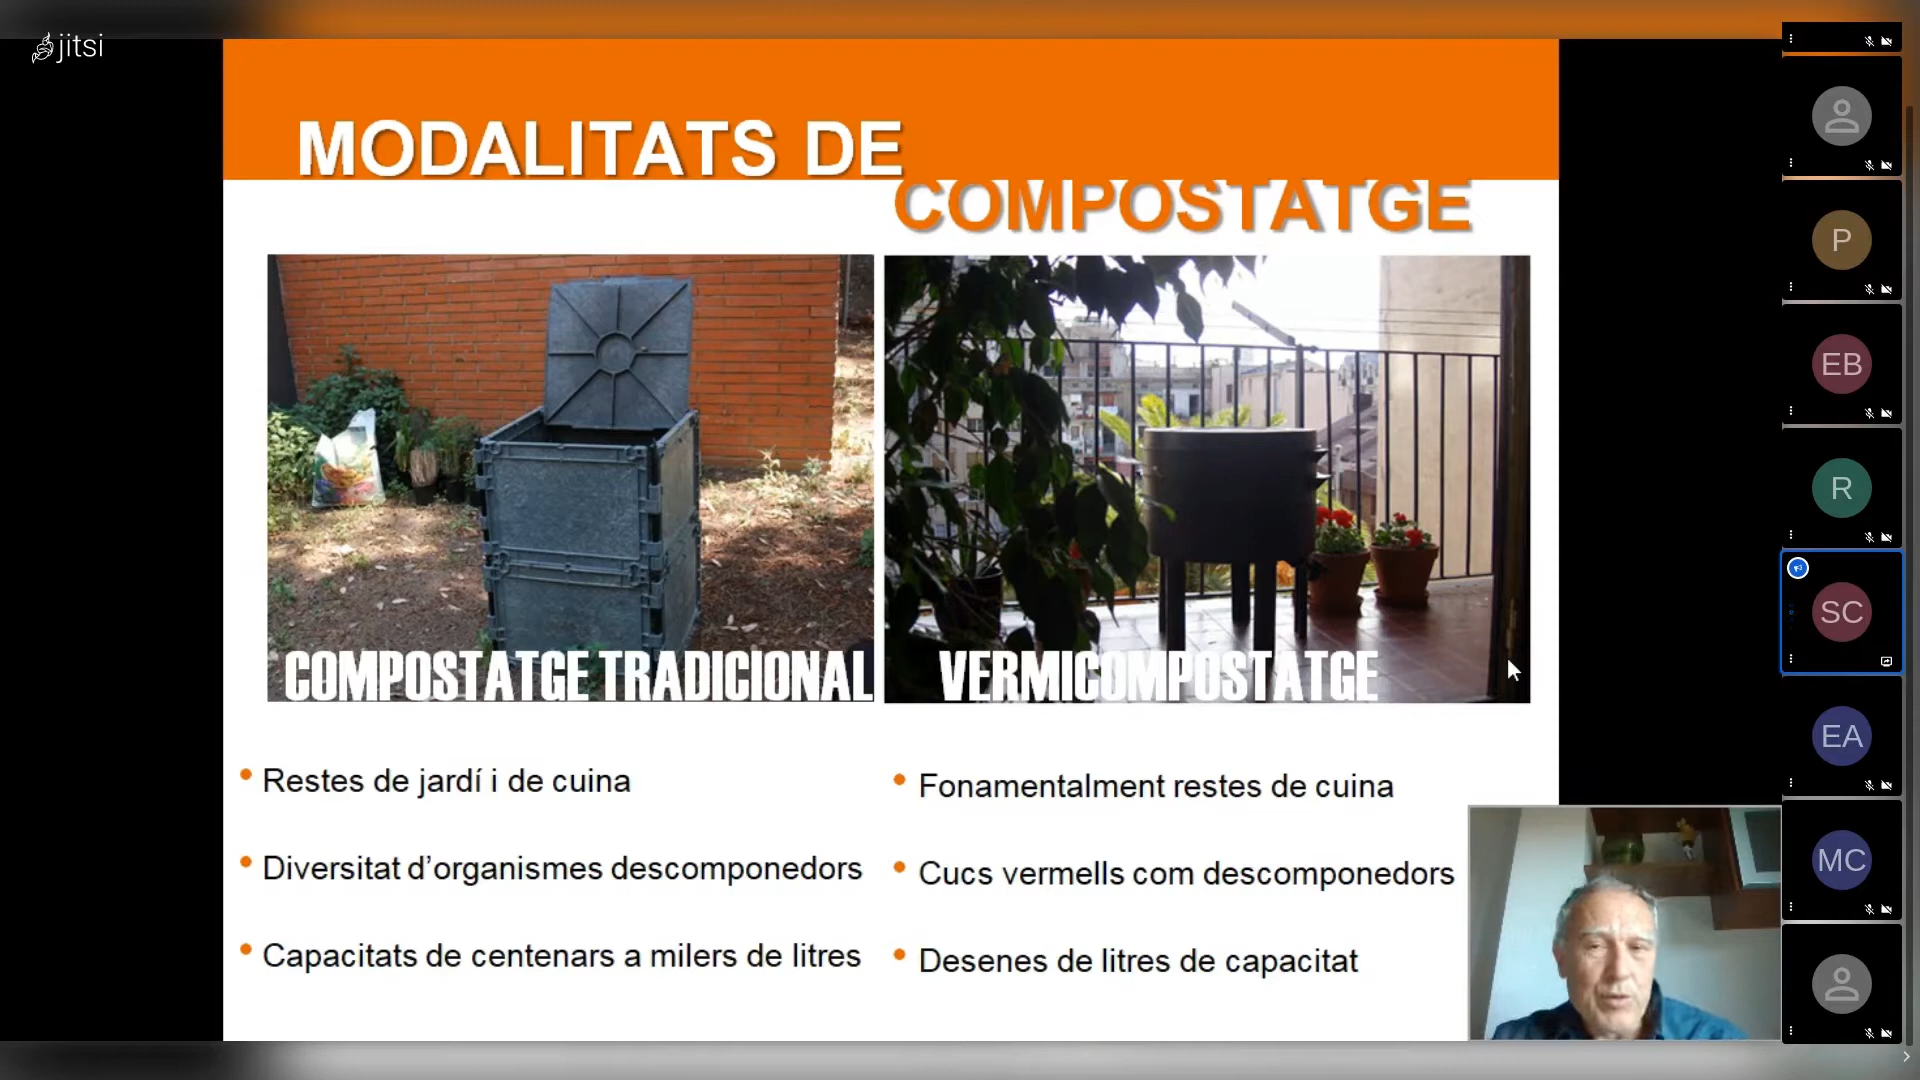 jitsi
MODALITATS DE
COMPOSTATGE
COMPOSTATGE TRADICIONAL
VERMICOMPOSTATGE
Restes de jardí i de cuina
Diversitat d’organismes descomponedors
Capacitats de centenars a milers de litres
Fonamentalment restes de cuina
Cucs vermells com descomponedors
Desenes de litres de capacitat
P
EB
R
SC
EA
MC